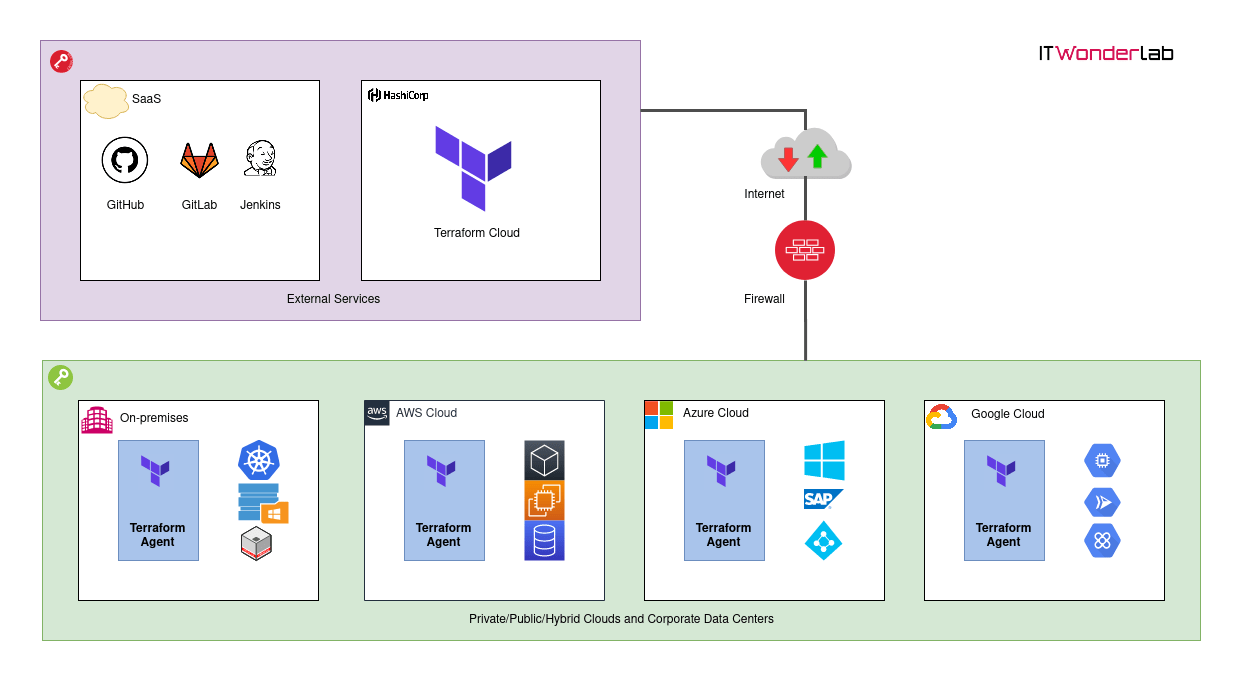 ITWonderlab
SaaS
HashiCorp
GitHub
GitLab
Jenkins
Terraform Cloud
External Services
Internet
Firewall
On-premises
Terraform
Agent
aws
AWS Cloud
Terraform
Agent
Azure Cloud
Terraform
Agent
SAP
Google Cloud
Terraform
Agent
Private/Public/Hybrid Clouds and Corporate Data Centers